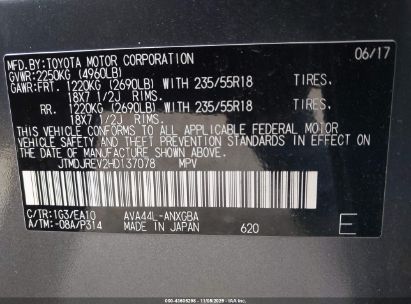 MFD.BY:TOYOTA MOTOR CORPORATION 06/17
GVWR:2250KG (4960LB)
GAWR:FRT. 1220KG (2690LB) WITH 235/55R18 TIRES.
18X7 1/2J RIMS.
RR. 1220KG (2690LB) WITH 235/55R18 TIRES.
18X7 1/2J RIMS.
THIS VEHICLE CONFORMS TO ALL APPLICABLE FEDERAL MOTOR
VEHICLE SAFETY AND THEFT PREVENTION STANDARDS IN EFFECT
ON THE DATE OF MANUFACTURE SHOWN ABOVE.
JTMDJREV2HD137078 MPV
C/TR:1G3/EA10 AVA44L-ANXGBA
A/TM:-08A/P314 MADE IN JAPAN 620 E